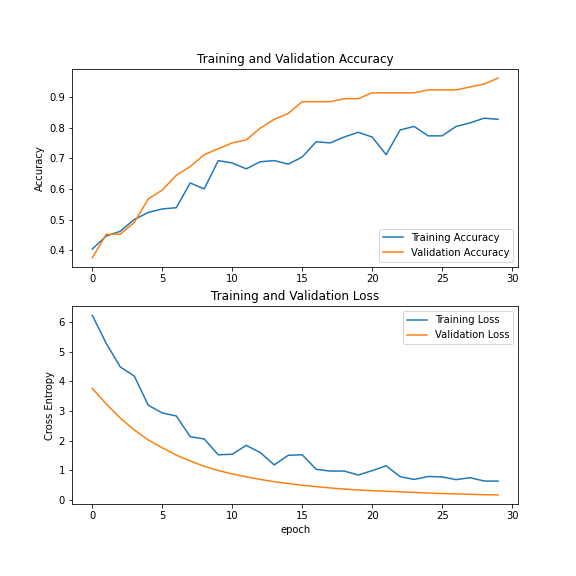 Training and Validation Accuracy
Accuracy
0.9
0.8
0.7
0.6
0.5
0.4
Training Accuracy
Validation Accuracy
0 5 10 15 20 25 30
Training and Validation Loss
Cross Entropy
6
5
4
3
2
1
0
Training Loss
Validation Loss
0 5 10 15 20 25 30
epoch